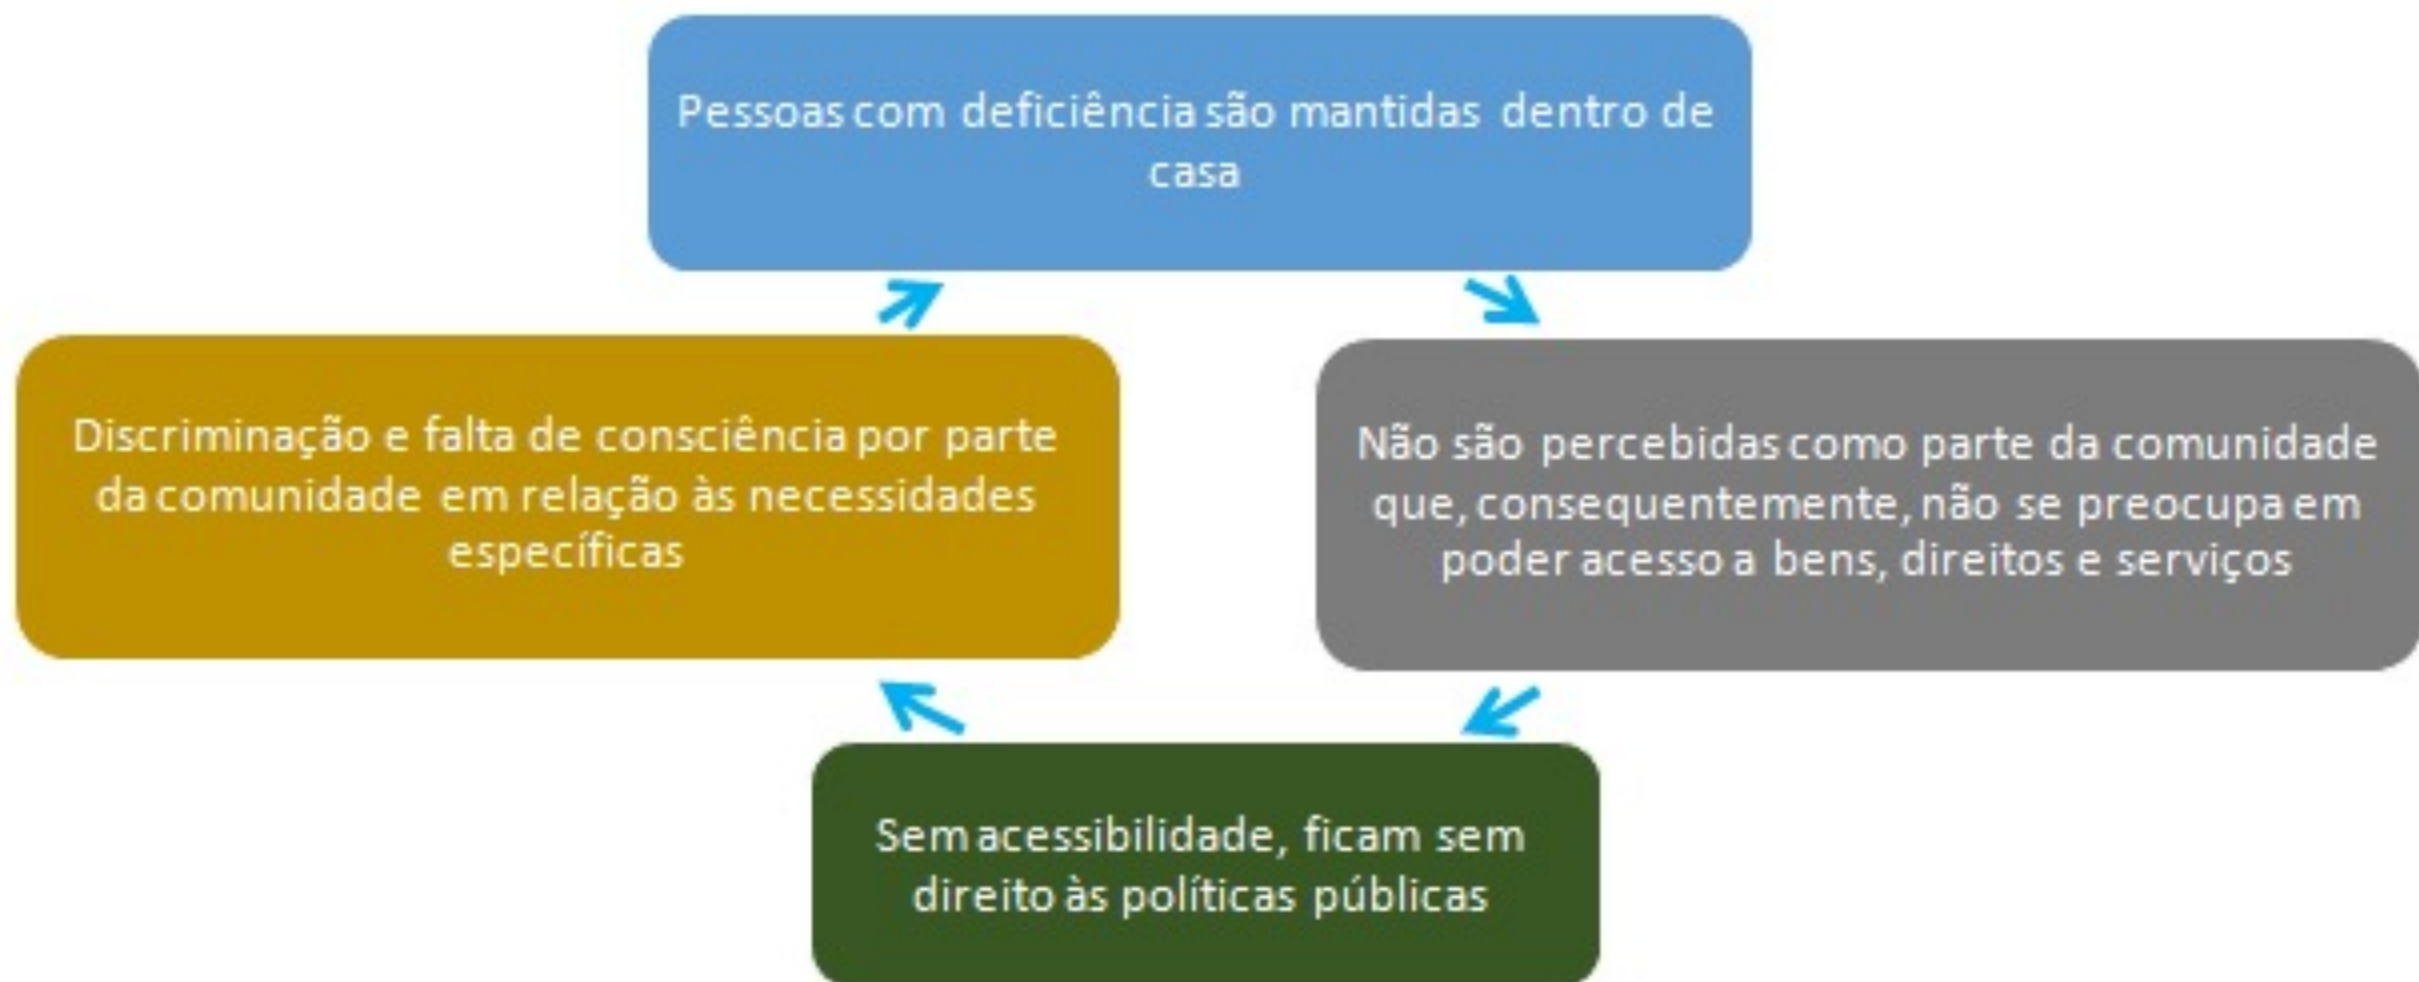 Pessoas com deficiência são mantidas dentro de
casa
Discriminação e falta de consciência por parte
da comunidade em relação às necessidades
específicas
Não são percebidas como parte da comunidade
que, consequentemente, não se preocupa em
poder acesso a bens, direitos e serviços
Sem acessibilidade, ficam sem
direito às políticas públicas